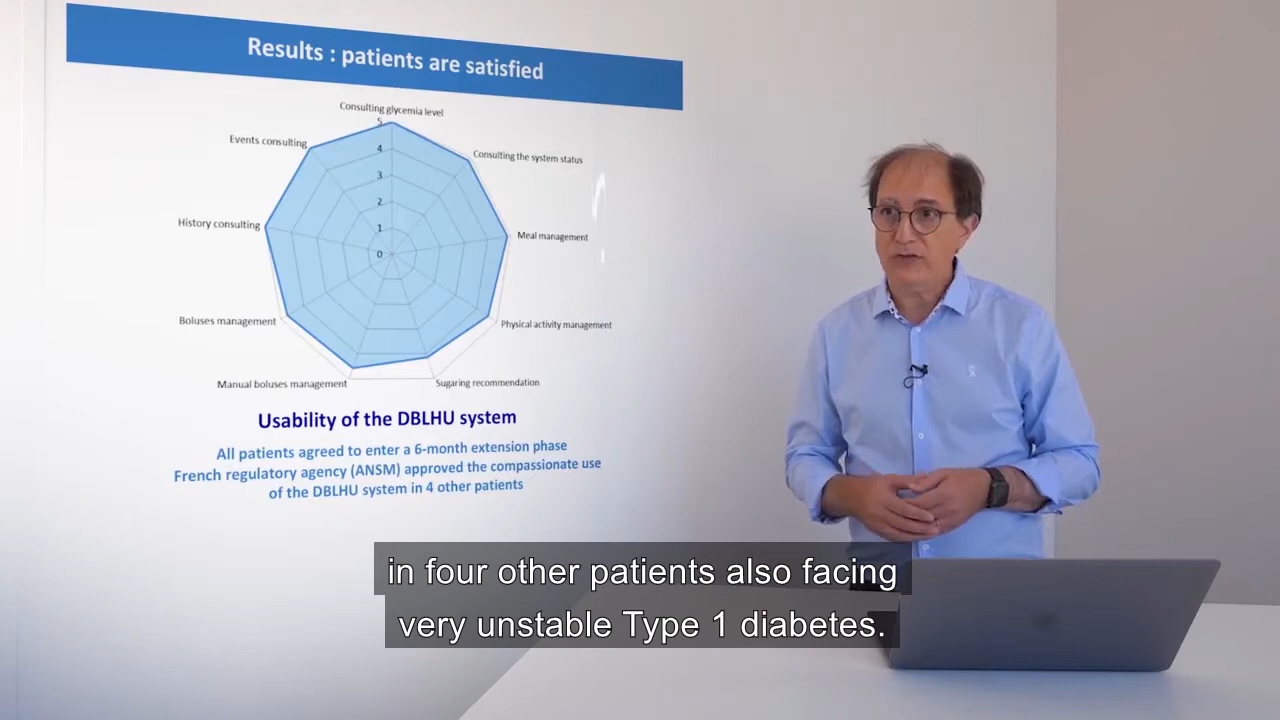 Results : patients are satisfied
Consulting glycemia level
Events consulting
Consulting the system status
History consulting
Meal management
Boluses management
Physical activity management
Manual boluses management
Sugaring recommendation
5
4
3
2
1
0
Usability of the DBLHU system
All patients agreed to enter a 6-month extension phase
French regulatory agency (ANSM) approved the compassionate use
of the DBLHU system in 4 other patients
in four other patients also facing
very unstable Type 1 diabetes.